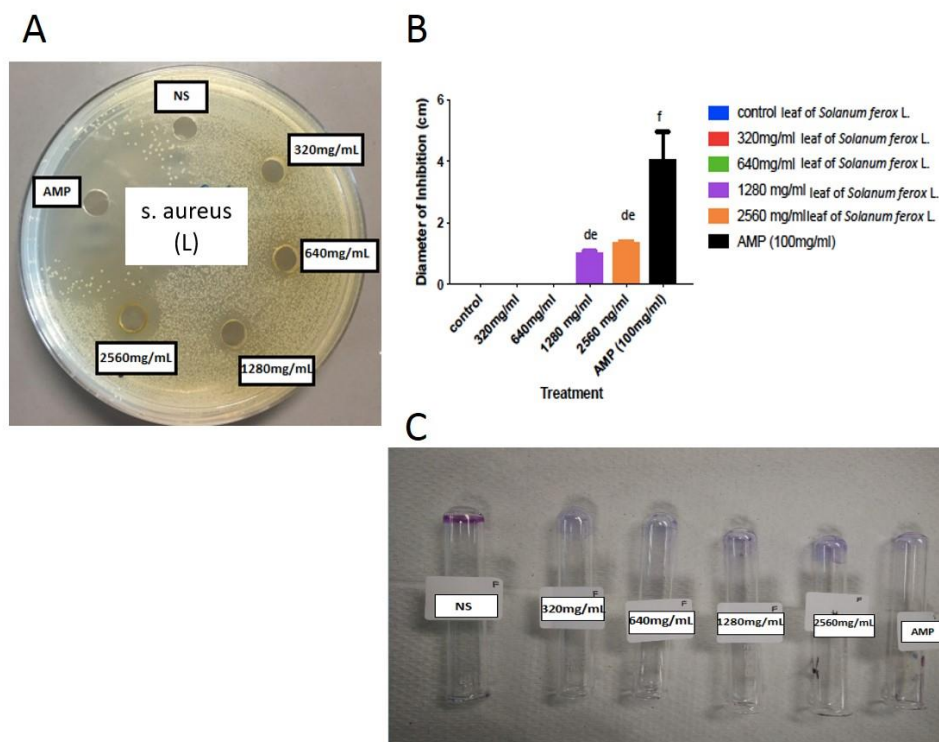 A
NS
320mg/mL
AMP
s. aureus
(L)
640mg/mL
2560mg/mL
1280mg/mL
B
Diameter of Inhibition (cm)
6
4
2
0
de
de
f
control
320mg/ml
640mg/ml
1280 mg/ml
2560 mg/ml
AMP (100mg/ml)
Treatment
control leaf of Solanum ferox L.
320mg/ml leaf of Solanum ferox L.
640mg/ml leaf of Solanum ferox L.
1280 mg/ml leaf of Solanum ferox L.
2560 mg/mlleaf of Solanum ferox L.
AMP (100mg/ml)
C
F
F
F
F
F
NS
320mg/mL
640mg/mL
1280mg/mL
2560mg/mL
AMP